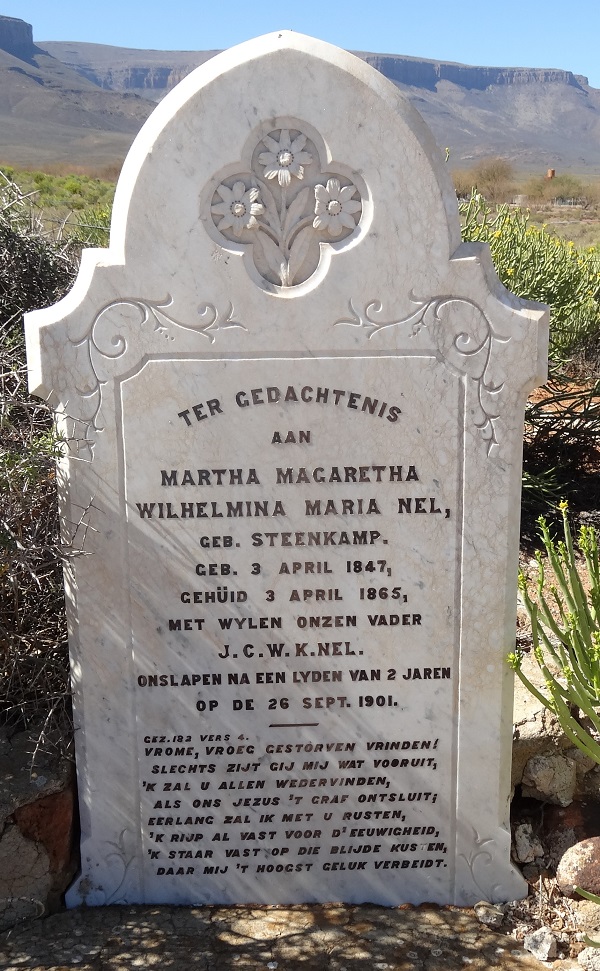 TER GEDACHTENIS
AAN
MARTHA MAGARETHA
WILHELMINA MARIA NEL,
GEB. STEENKAMP.
GEB. 3 APRIL 1847,
GEHÜID 3 APRIL 1865,
MET WYLEN ONZEN VADER
J.C.W.K.NEL.
ONSLAPEN NA EEN LYDEN VAN 2 JAREN
OP DE 26 SEPT. 1901.
GEZ.182 VERS 4.
VROME, VROEG GESTORVEN VRINDEN!
SLECHTS ZIJT GIJ MIJ WAT VOORUIT,
'K ZAL U ALLEN WEDERVINDEN,
ALS ONS JEZUS 'T GRAF ONTSLUIT;
EERLANG ZAL IK MET U RUSTEN,
'K RIJP AL VAST VOOR D'EEUWIGHEID,
'K STAAR VAST OP DIE BLIJDE KUSTEN,
DAAR MIJ 'T HOOGST GELUK VERBEIDT.